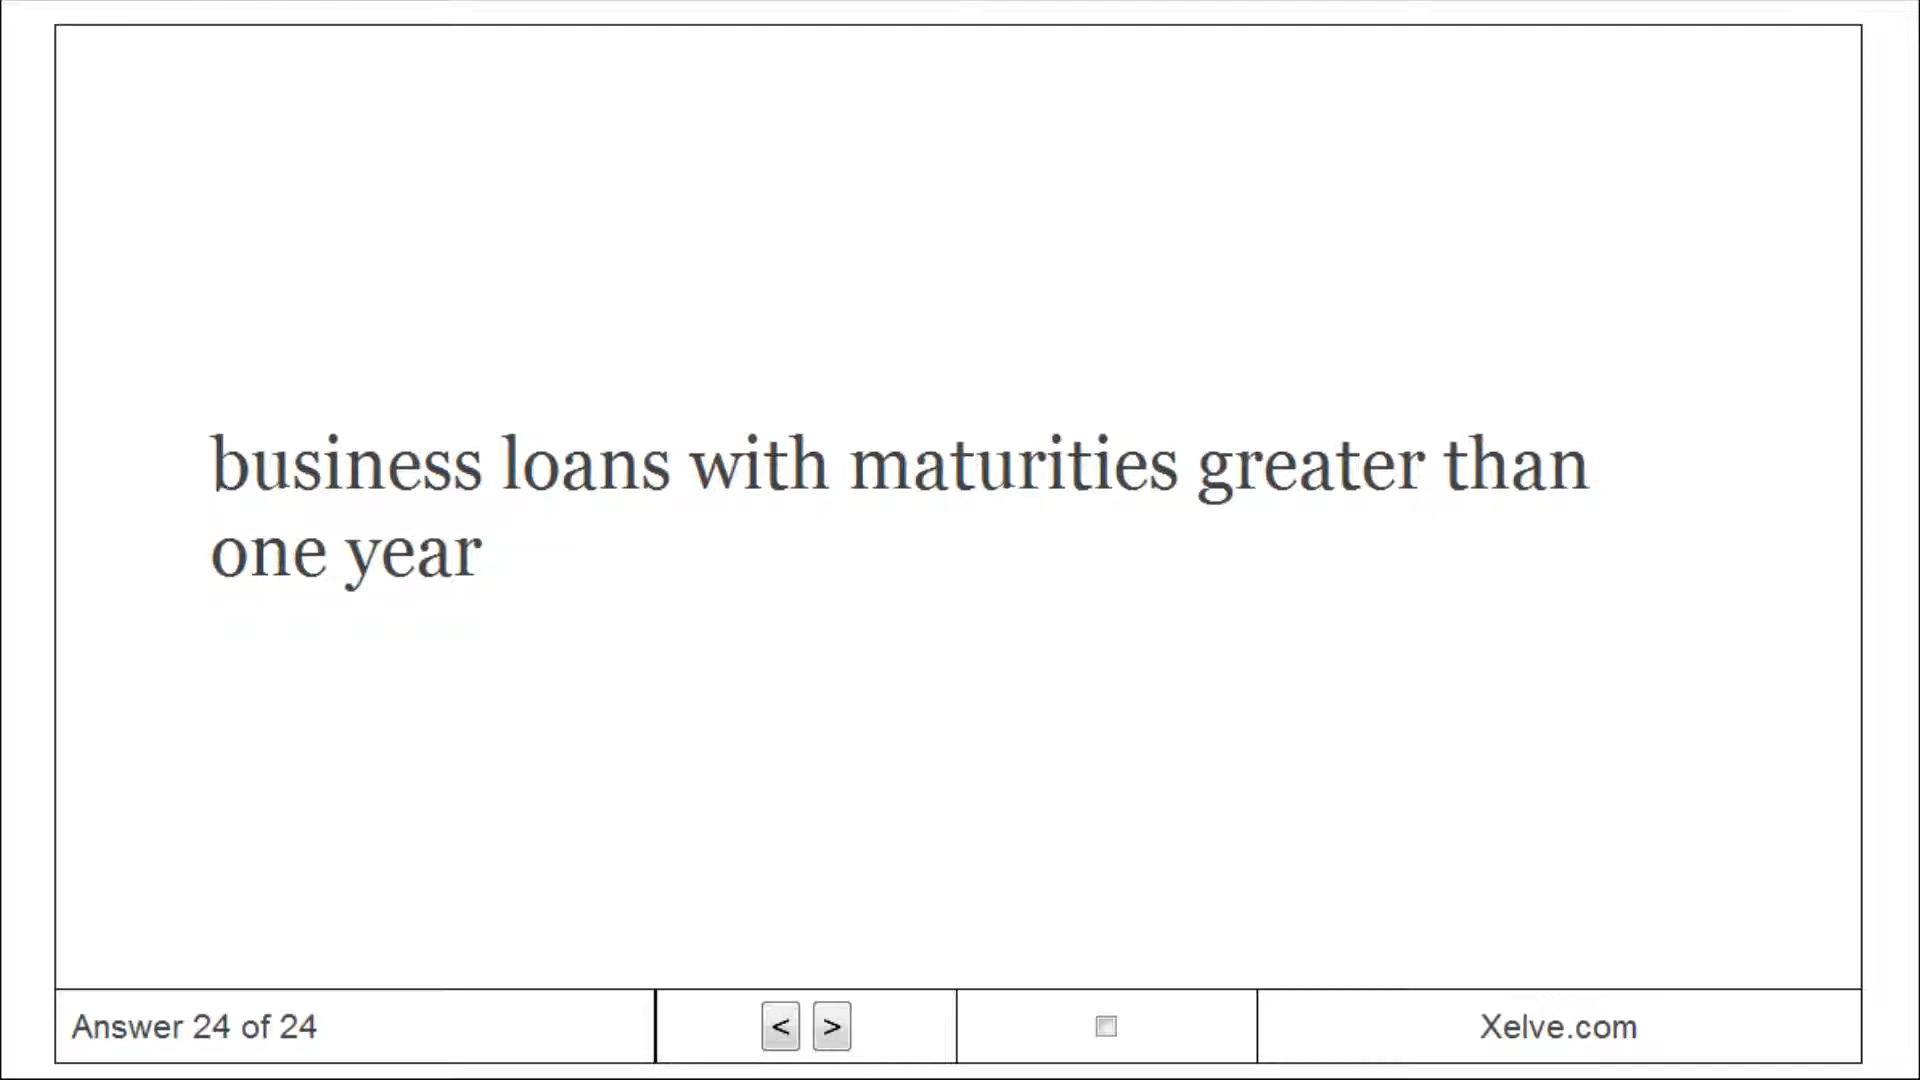 business loans with maturities greater than
one year
Answer 24 of 24
< >
Xelve.com